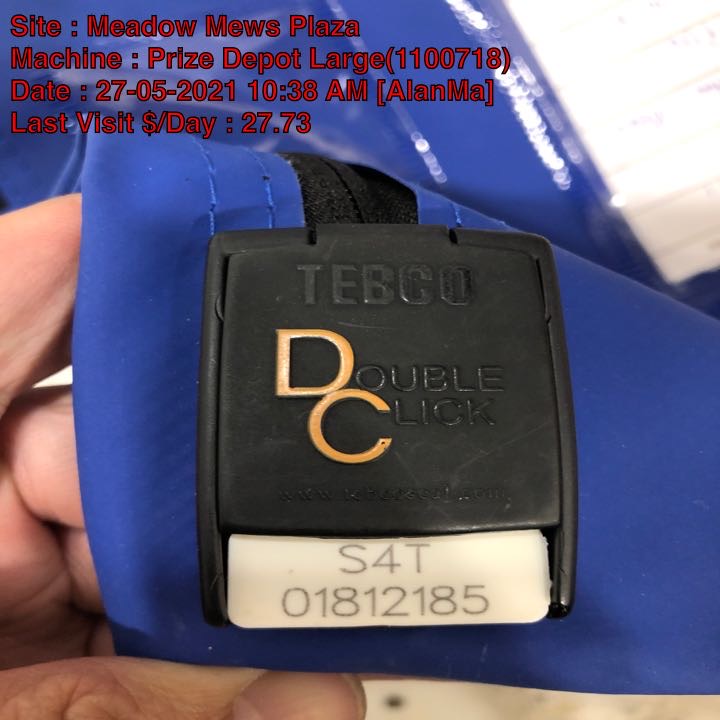 Site : Meadow Mews Plaza
Machine : Prize Depot Large(1100718)
Date : 27-05-2021 10:38 AM [AlanMa]
Last Visit $/Day : 27.73
TEBCO
DOUBLE
CLICK
S4T
01812185